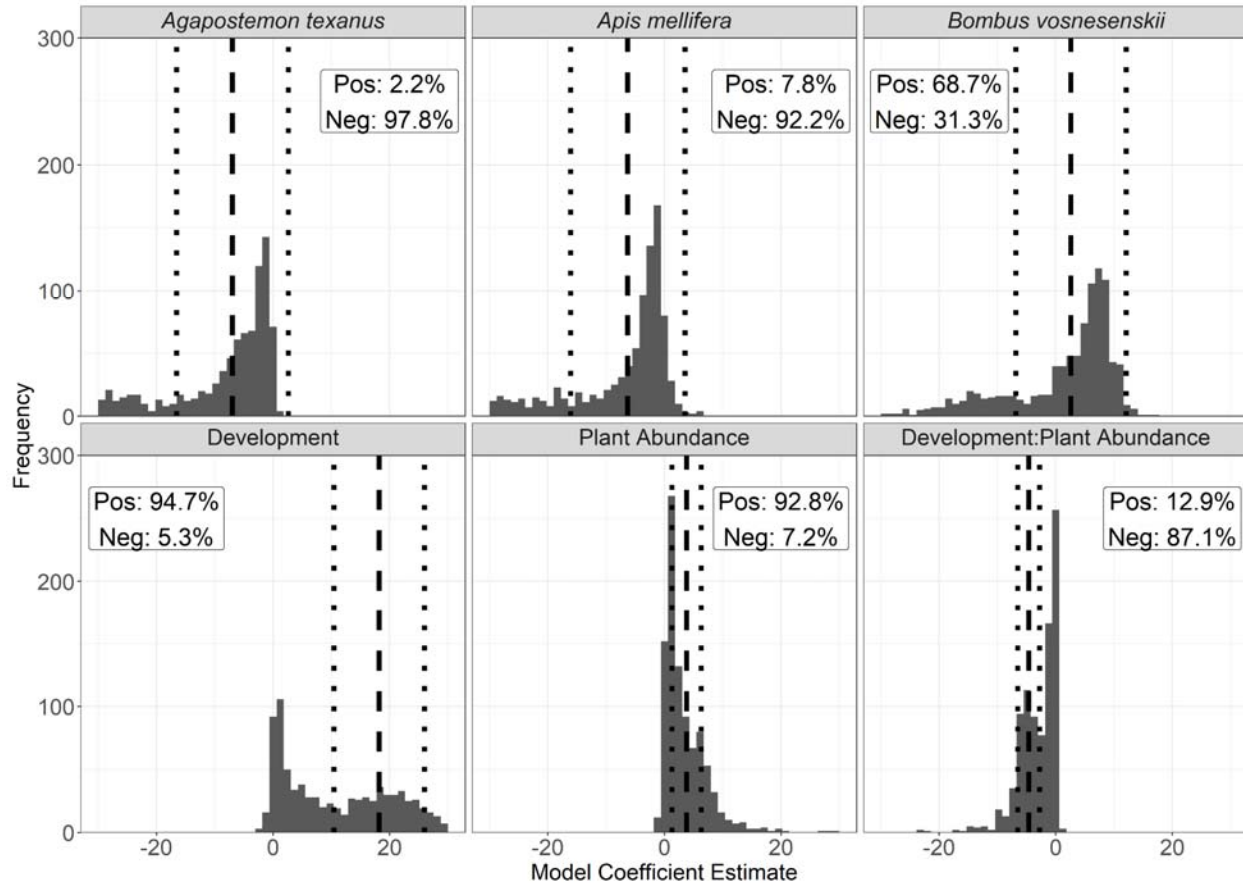 Agapostemon texanus
Apis mellifera
Bombus vosnesenskii
300
200
100
0
Pos: 2.2%
Neg: 97.8%
Pos: 7.8%
Neg: 92.2%
Pos: 68.7%
Neg: 31.3%
Frequency
Development
Plant Abundance
Development:Plant Abundance
300
200
100
0
Pos: 94.7%
Neg: 5.3%
Pos: 92.8%
Neg: 7.2%
Pos: 12.9%
Neg: 87.1%
-20
0
20
-20
0
20
-20
0
20
Model Coefficient Estimate